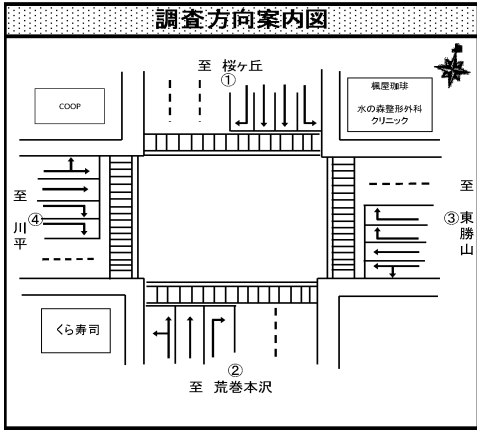 調査方向案内図
至 桜ヶ丘
①
COOP
楓屋珈琲
水の森整形外科
クリニック
至 川平
④
至 東勝山
③
くら寿司
②
至 荒巻本沢